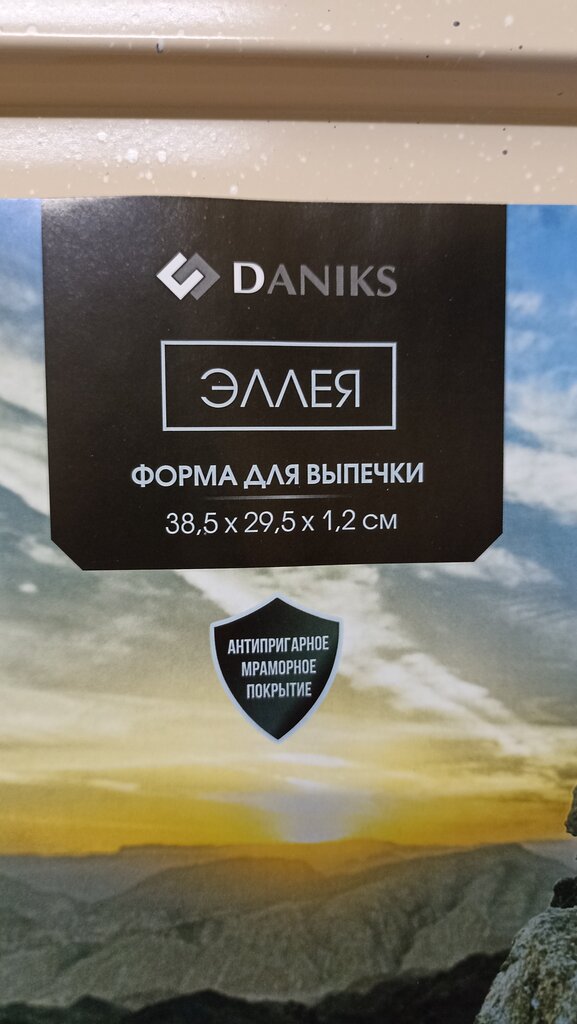 DANIKS
ЭЛЛЕЯ
ФОРМА ДЛЯ ВЫПЕЧКИ
38,5 х 29,5 х 1,2 см
АНТИПРИГАРНОЕ
МРАМОРНОЕ
ПОКРЫТИЕ